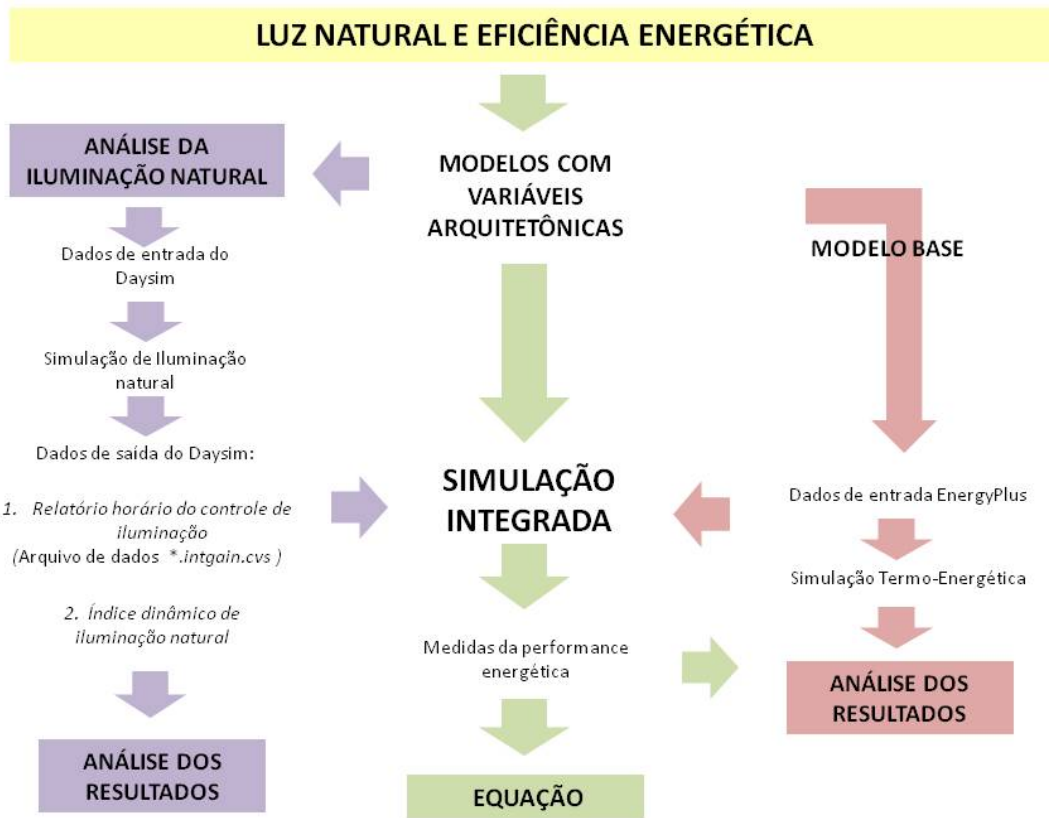 LUZ NATURAL E EFICIÊNCIA ENERGÉTICA
ANÁLISE DA
ILUMINAÇÃO NATURAL
Dados de entrada do
Daysim
Simulação de Iluminação
natural
Dados de saída do Daysim:
1. Relatório horário do controle de
iluminação
(Arquivo de dados *.intgain.cvs )
2. Índice dinâmico de
iluminação natural
ANÁLISE DOS
RESULTADOS
MODELOS COM
VARIÁVEIS
ARQUITETÔNICAS
SIMULAÇÃO
INTEGRADA
Medidas da performance
energética
EQUAÇÃO
MODELO BASE
Dados de entrada EnergyPlus
Simulação Termo-Energética
ANÁLISE DOS
RESULTADOS